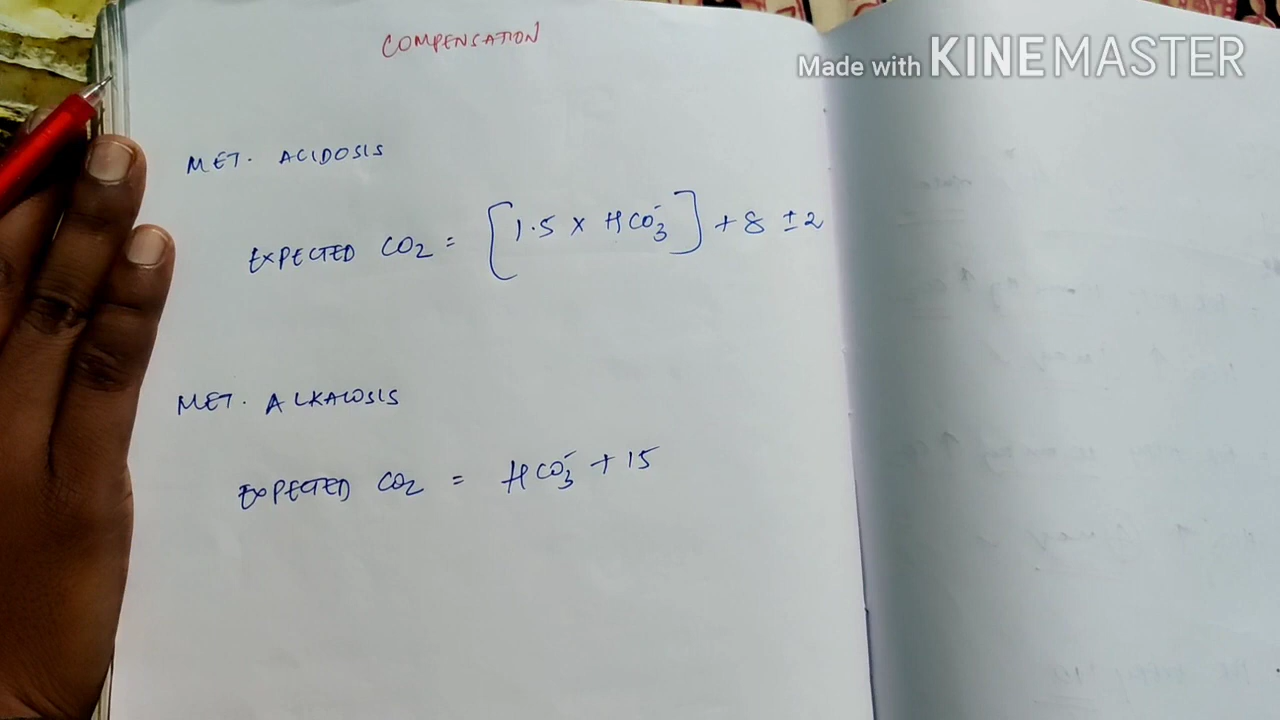 COMPENSATION
Made with KINEMASTER
MET. ACIDOSIS
EXPECTED CO₂ = [1.5 x HCO₃⁻] + 8 ± 2
MET. ALKALOSIS
EXPECTED CO₂ = HCO₃⁻ + 15